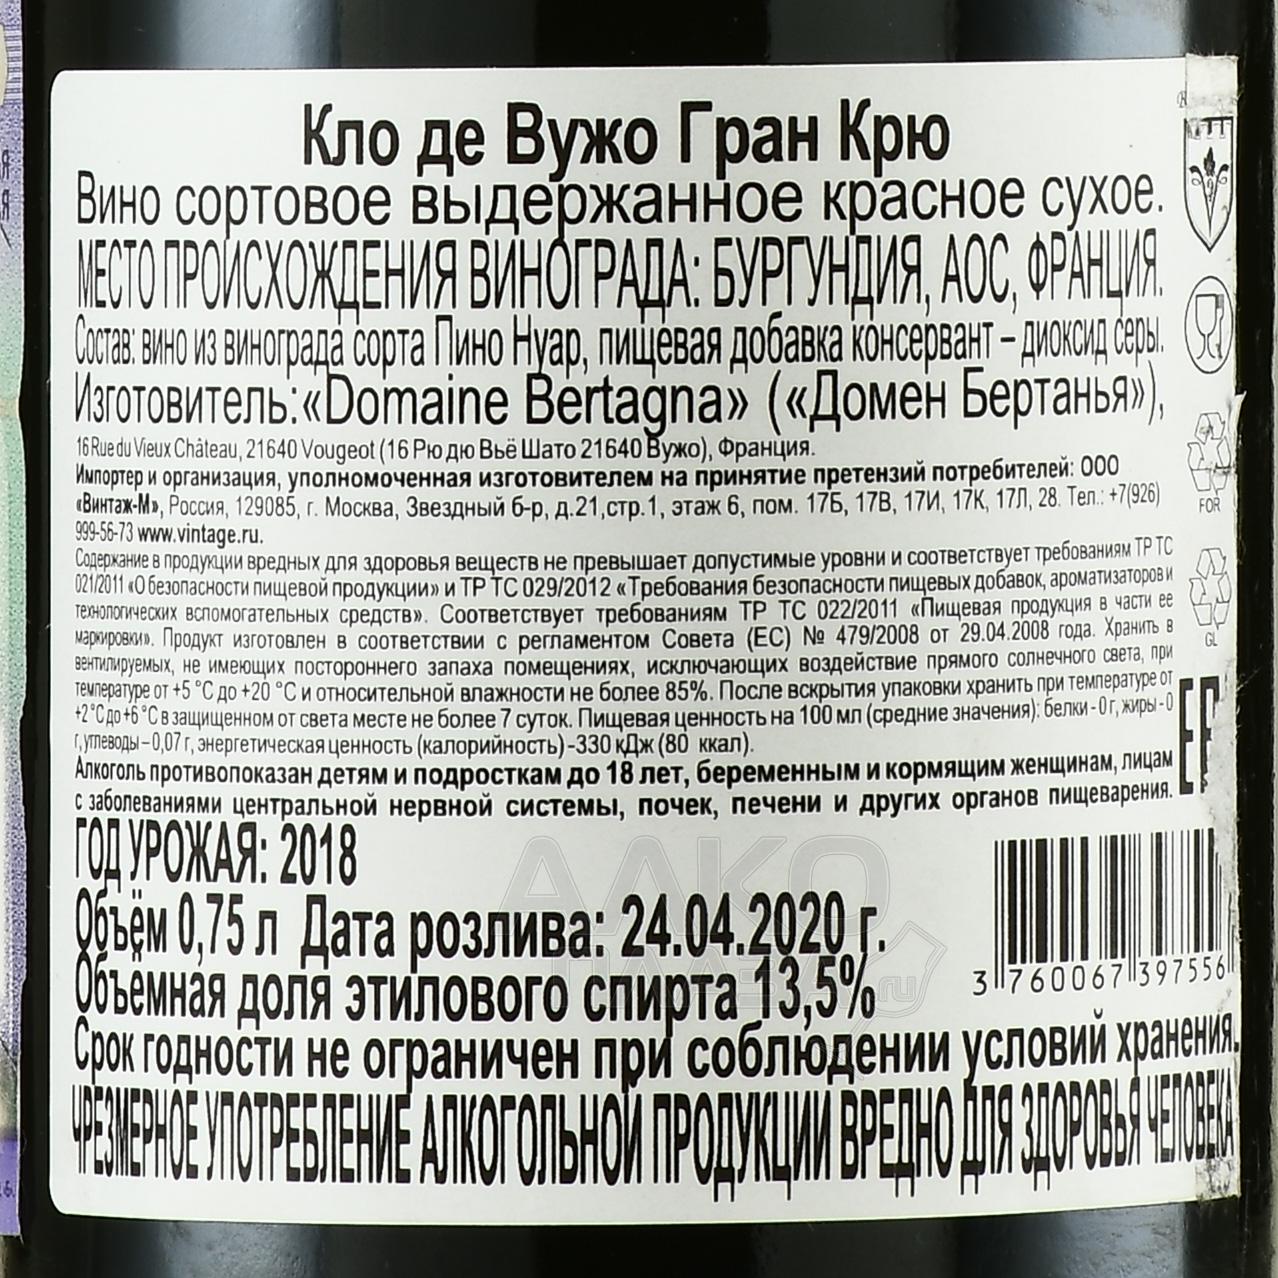 Кло де Вужо Гран Крю
Вино сортовое выдержанное красное сухое.
МЕСТО ПРОИСХОЖДЕНИЯ ВИНОГРАДА: БУРГУНДИЯ, АОС, ФРАНЦИЯ.
Состав: вино из винограда сорта Пино Нуар, пищевая добавка консервант – диоксид серы.
Изготовитель:«Domaine Bertagna» («Домен Бертанья»),
16 Rue du Vieux Château, 21640 Vougeot (16 Рю дю Вьё Шато 21640 Вужо), Франция.
Импортер и организация, уполномоченная изготовителем на принятие претензий потребителей: ООО
«Винтаж-М», Россия, 129085, г. Москва, Звездный б-р, д.21,стр.1, этаж 6, пом. 17Б, 17В, 17И, 17К, 17Л, 28. Тел.: +7(926)
999-56-73 www.vintage.ru.
Содержание в продукции вредных для здоровья веществ не превышает допустимые уровни и соответствует требованиям ТР ТС
021/2011 «О безопасности пищевой продукции» и ТР ТС 029/2012 «Требования безопасности пищевых добавок, ароматизаторов и
технологических вспомогательных средств». Соответствует требованиям ТР ТС 022/2011 «Пищевая продукция в части ее
маркировки». Продукт изготовлен в соответствии с регламентом Совета (ЕС) № 479/2008 от 29.04.2008 года. Хранить в
вентилируемых, не имеющих постороннего запаха помещениях, исключающих воздействие прямого солнечного света, при
температуре от +5 °С до +20 °С и относительной влажности не более 85%. После вскрытия упаковки хранить при температуре от
+2 °С до +6 °С в защищенном от света месте не более 7 суток. Пищевая ценность на 100 мл (средние значения): белки - 0 г, жиры - 0
г, углеводы – 0,07 г, энергетическая ценность (калорийность) -330 кДж (80 ккал).
Алкоголь противопоказан детям и подросткам до 18 лет, беременным и кормящим женщинам, лицам
с заболеваниями центральной нервной системы, почек, печени и других органов пищеварения.
ГОД УРОЖАЯ: 2018
Объём 0,75 л Дата розлива: 24.04.2020 г.
Объемная доля этилового спирта 13,5%
Срок годности не ограничен при соблюдении условий хранения.
ЧРЕЗМЕРНОЕ УПОТРЕБЛЕНИЕ АЛКОГОЛЬНОЙ ПРОДУКЦИИ ВРЕДНО ДЛЯ ЗДОРОВЬЯ ЧЕЛОВЕКА
FOR
GL
3 760067 397556
ААКО
.ru